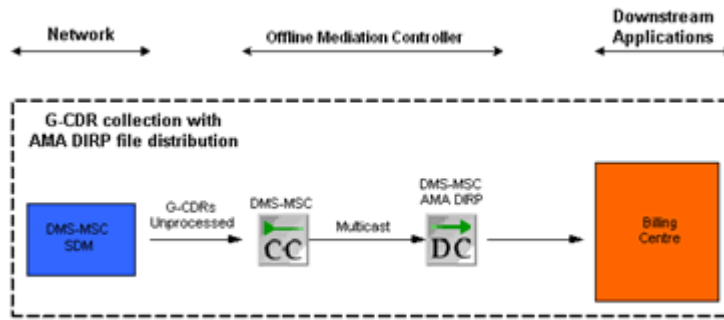 Network
Offline Mediation Controller
Downstream
Applications
G-CDR collection with
AMA DIRP file distribution
DMS-MSC
SDM
G-CDRs
Unprocessed
DMS-MSC
CC
Multicast
DMS-MSC
AMA DIRP
DC
Billing
Centre